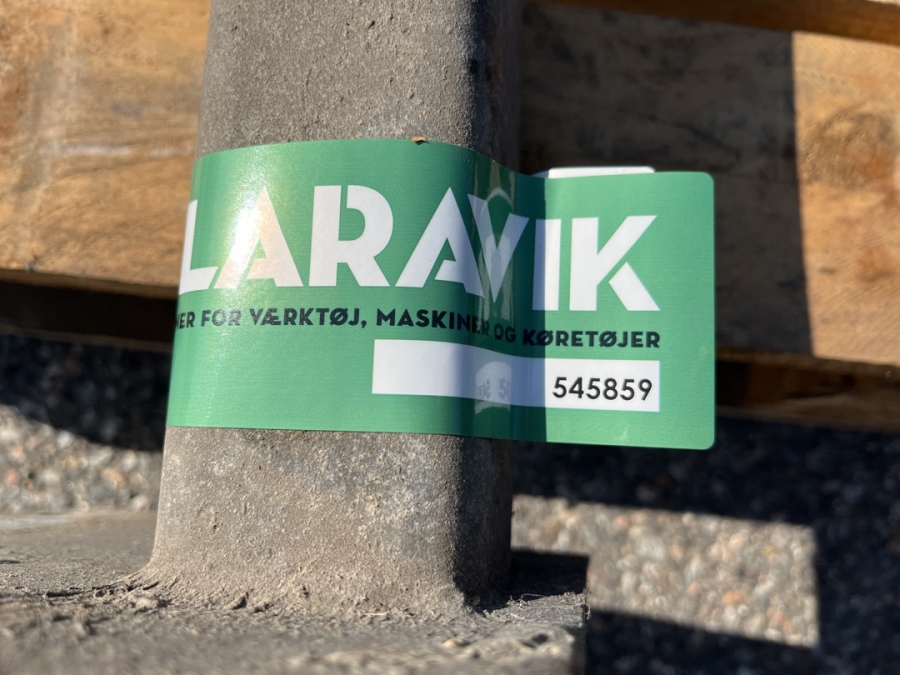 LARAVIK
FOR VÆRKTØJ, MASKINER OG KØRETØJER
545859